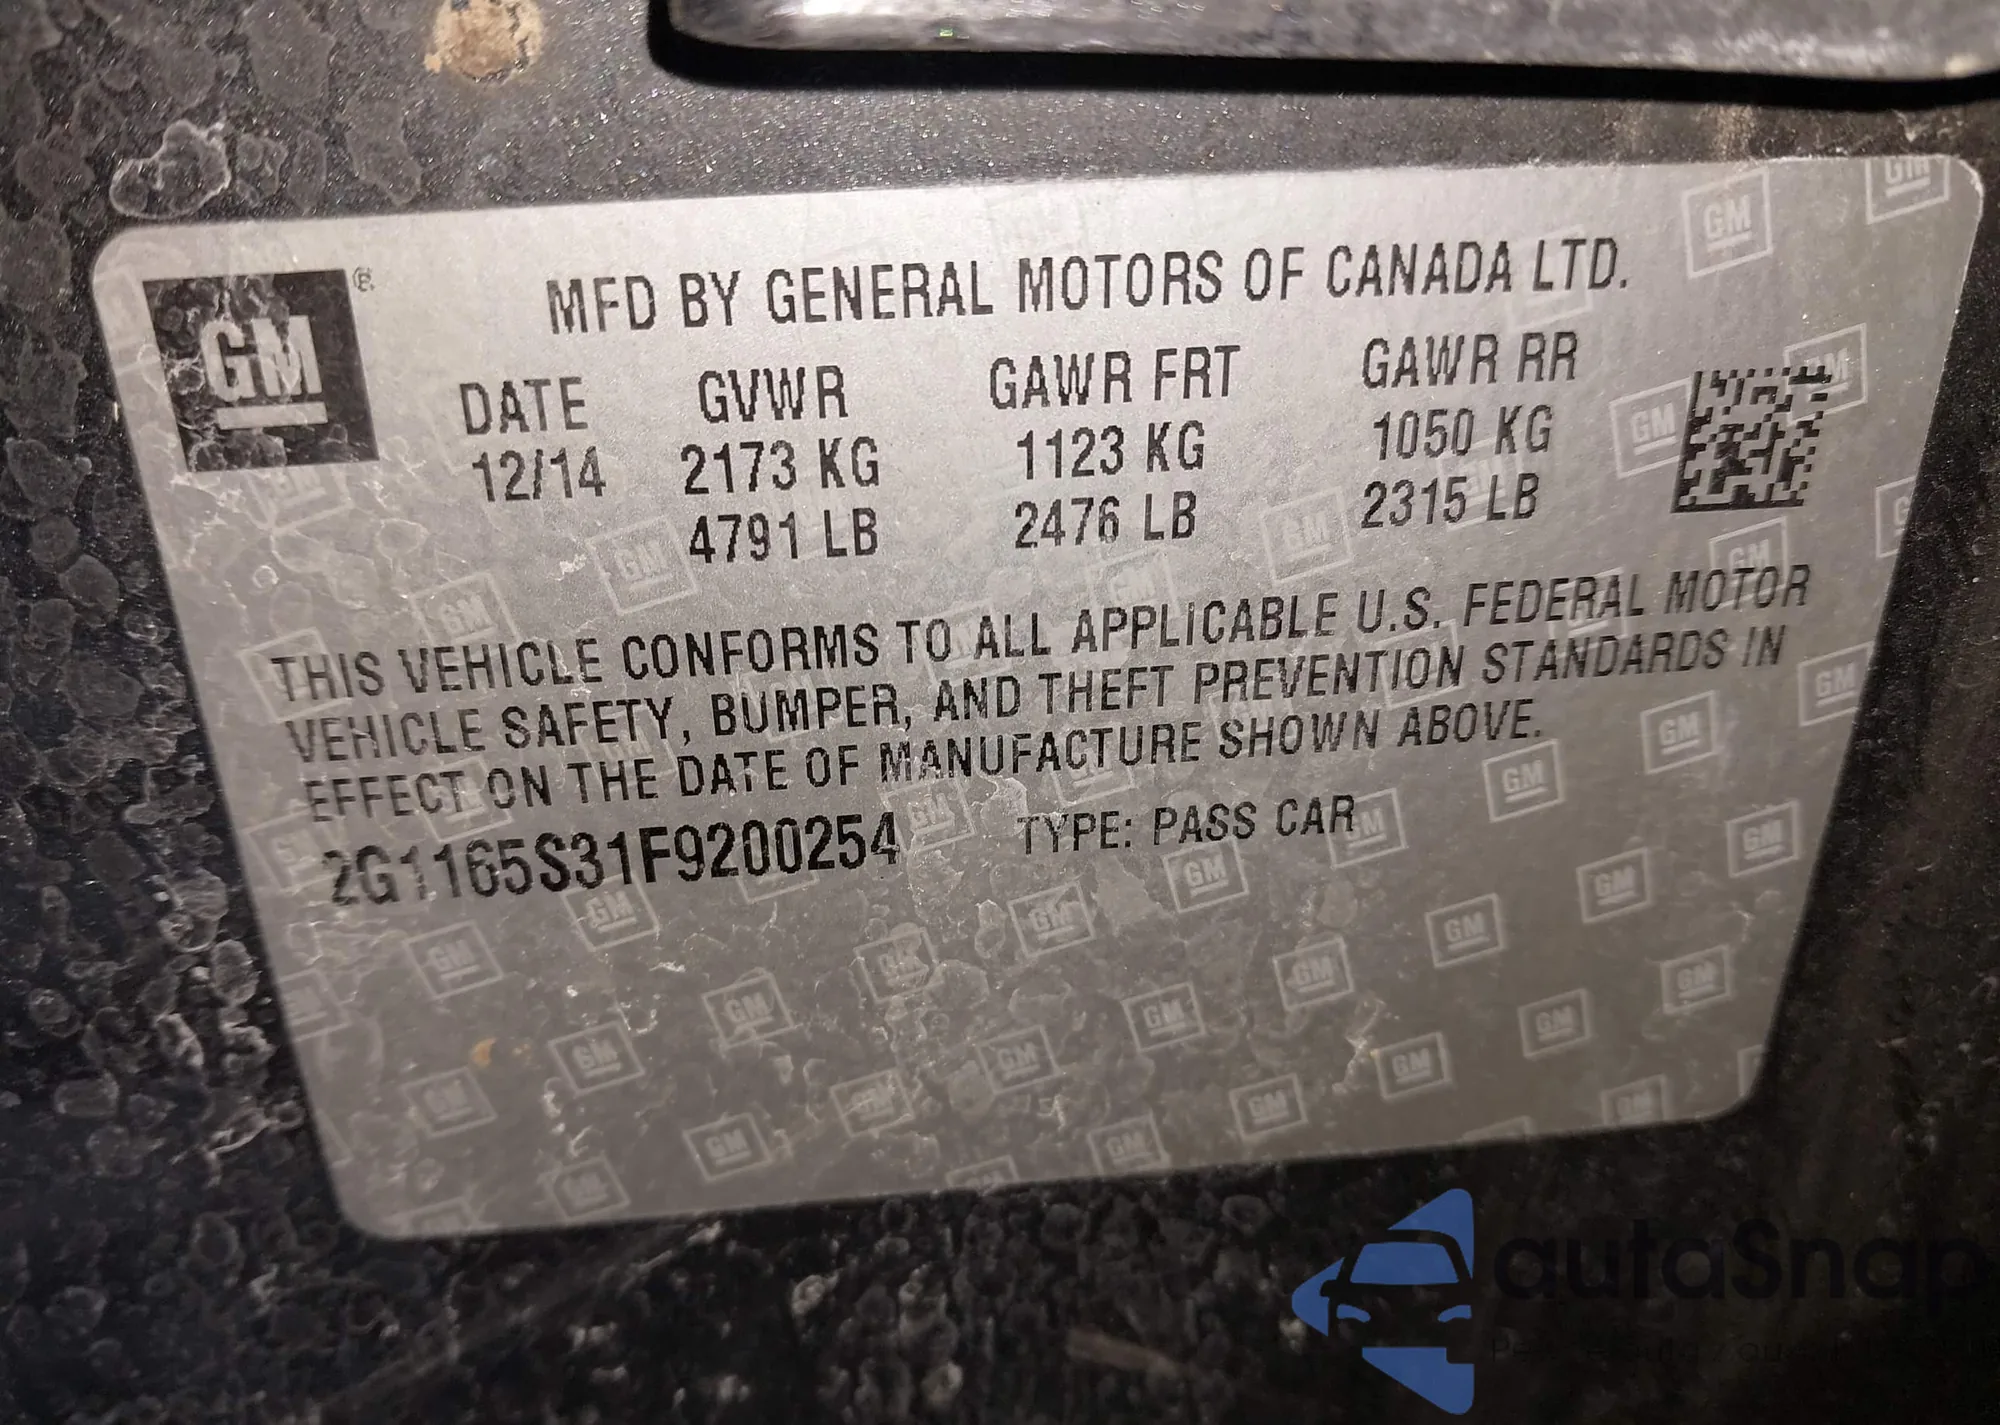 GM ®
MFD BY GENERAL MOTORS OF CANADA LTD.
DATE GVWR GAWR FRT GAWR RR
12/14 2173 KG 1123 KG 1050 KG
4791 LB 2476 LB 2315 LB
THIS VEHICLE CONFORMS TO ALL APPLICABLE U.S. FEDERAL MOTOR
VEHICLE SAFETY, BUMPER, AND THEFT PREVENTION STANDARDS IN
EFFECT ON THE DATE OF MANUFACTURE SHOWN ABOVE.
2G1165S31F9200254 TYPE: PASS CAR
autaSnap